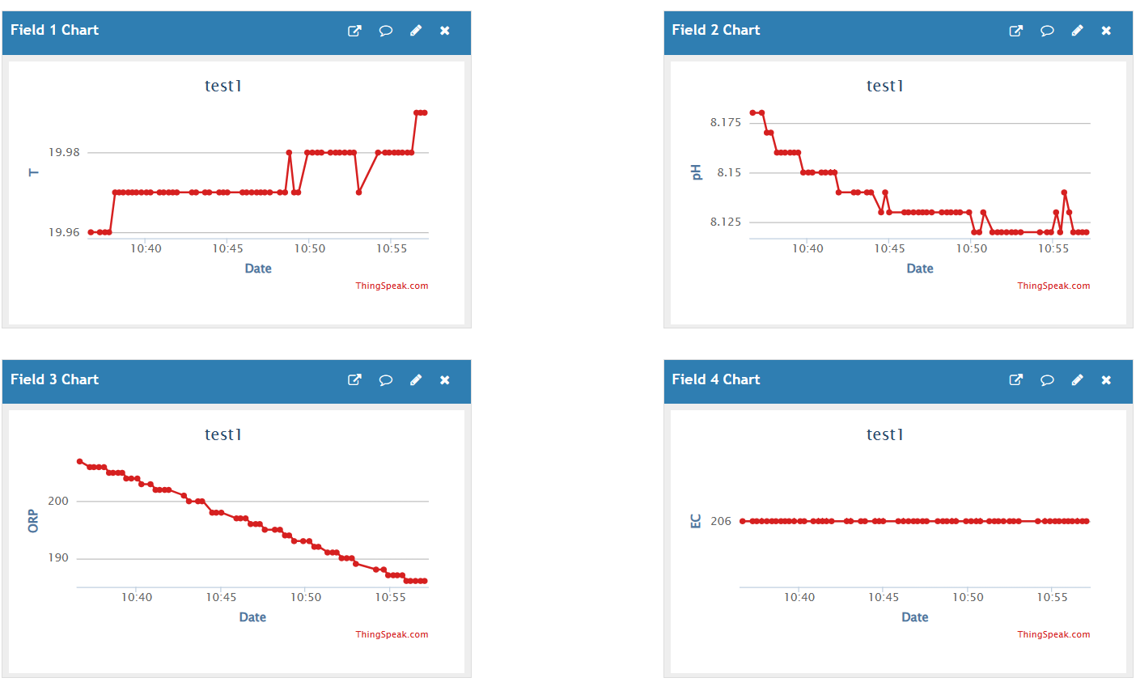 Field 1 Chart
test1
19.98
19.96
T
10:40 10:45 10:50 10:55
Date
ThingSpeak.com
Field 2 Chart
test1
8.175
8.15
8.125
pH
10:40 10:45 10:50 10:55
Date
ThingSpeak.com
Field 3 Chart
test1
200
190
ORP
10:40 10:45 10:50 10:55
Date
ThingSpeak.com
Field 4 Chart
test1
206
EC
10:40 10:45 10:50 10:55
Date
ThingSpeak.com